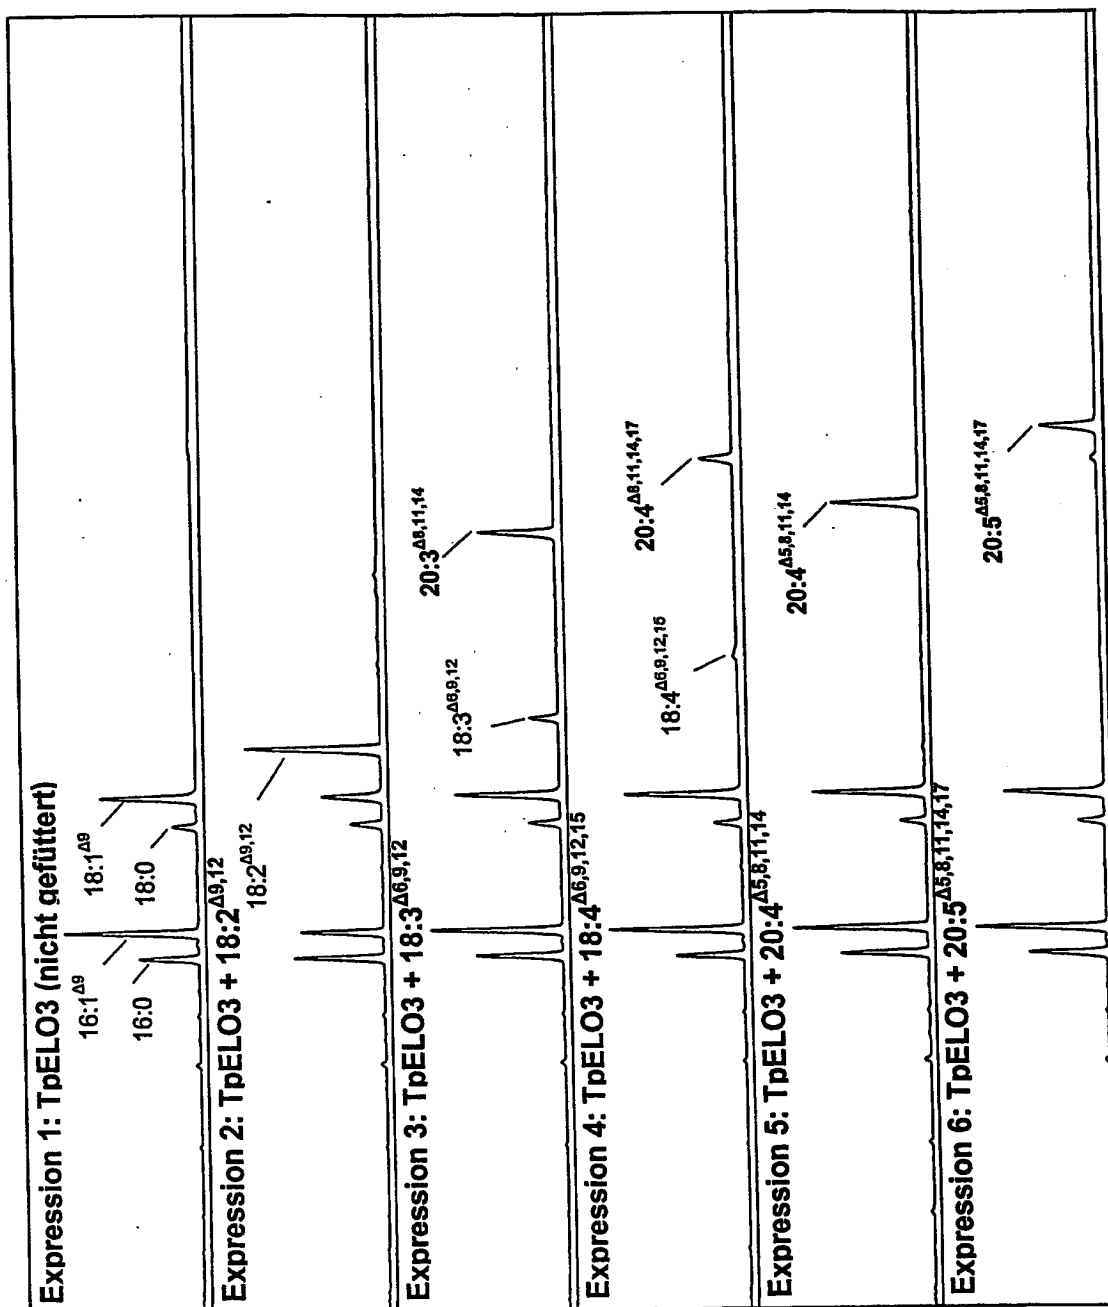 Expression 1: TpELO3 (nicht gefüttert)
16:1Δ9
16:0
18:1Δ9
18:0
Expression 2: TpELO3 + 18:2Δ9,12
18:2Δ9,12
Expression 3: TpELO3 + 18:3Δ6,9,12
18:3Δ6,9,12
20:3Δ8,11,14
Expression 4: TpELO3 + 18:4Δ6,9,12,15
18:4Δ6,9,12,15
20:4Δ8,11,14,17
Expression 5: TpELO3 + 20:4Δ5,8,11,14
20:4Δ5,8,11,14
Expression 6: TpELO3 + 20:5Δ5,8,11,14,17
20:5Δ5,8,11,14,17